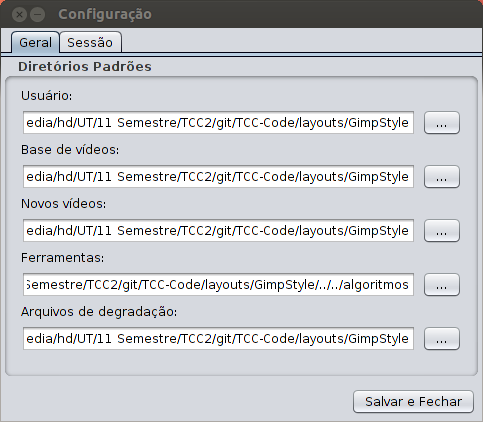 Configuração
Geral Sessão
Diretórios Padrões
Usuário:
edia/hd/UT/11 Semestre/TCC2/git/TCC-Code/layouts/GimpStyle ...
Base de vídeos:
edia/hd/UT/11 Semestre/TCC2/git/TCC-Code/layouts/GimpStyle ...
Novos vídeos:
edia/hd/UT/11 Semestre/TCC2/git/TCC-Code/layouts/GimpStyle ...
Ferramentas:
Semestre/TCC2/git/TCC-Code/layouts/GimpStyle/../../algoritmos ...
Arquivos de degradação:
edia/hd/UT/11 Semestre/TCC2/git/TCC-Code/layouts/GimpStyle ...
Salvar e Fechar